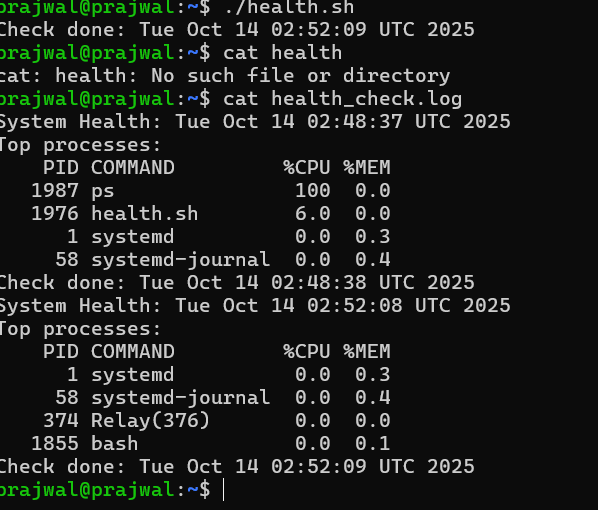 prajwal@prajwal:~$ ./health.sh
Check done: Tue Oct 14 02:52:09 UTC 2025
prajwal@prajwal:~$ cat health
cat: health: No such file or directory
prajwal@prajwal:~$ cat health_check.log
System Health: Tue Oct 14 02:48:37 UTC 2025
Top processes:
    PID COMMAND         %CPU %MEM
   1987 ps               100  0.0
   1976 health.sh        6.0  0.0
      1 systemd          0.0  0.3
     58 systemd-journal  0.0  0.4
Check done: Tue Oct 14 02:48:38 UTC 2025
System Health: Tue Oct 14 02:52:08 UTC 2025
Top processes:
    PID COMMAND         %CPU %MEM
      1 systemd          0.0  0.3
     58 systemd-journal  0.0  0.4
    374 Relay(376)       0.0  0.0
   1855 bash             0.0  0.1
Check done: Tue Oct 14 02:52:09 UTC 2025
prajwal@prajwal:~$